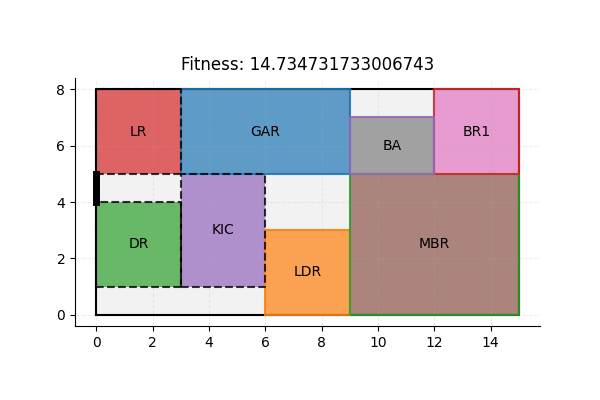 Fitness: 14.734731733006743
8
LR
GAR
BA
BR1
6
4
DR
KIC
LDR
MBR
2
0
0
2
4
6
8
10
12
14